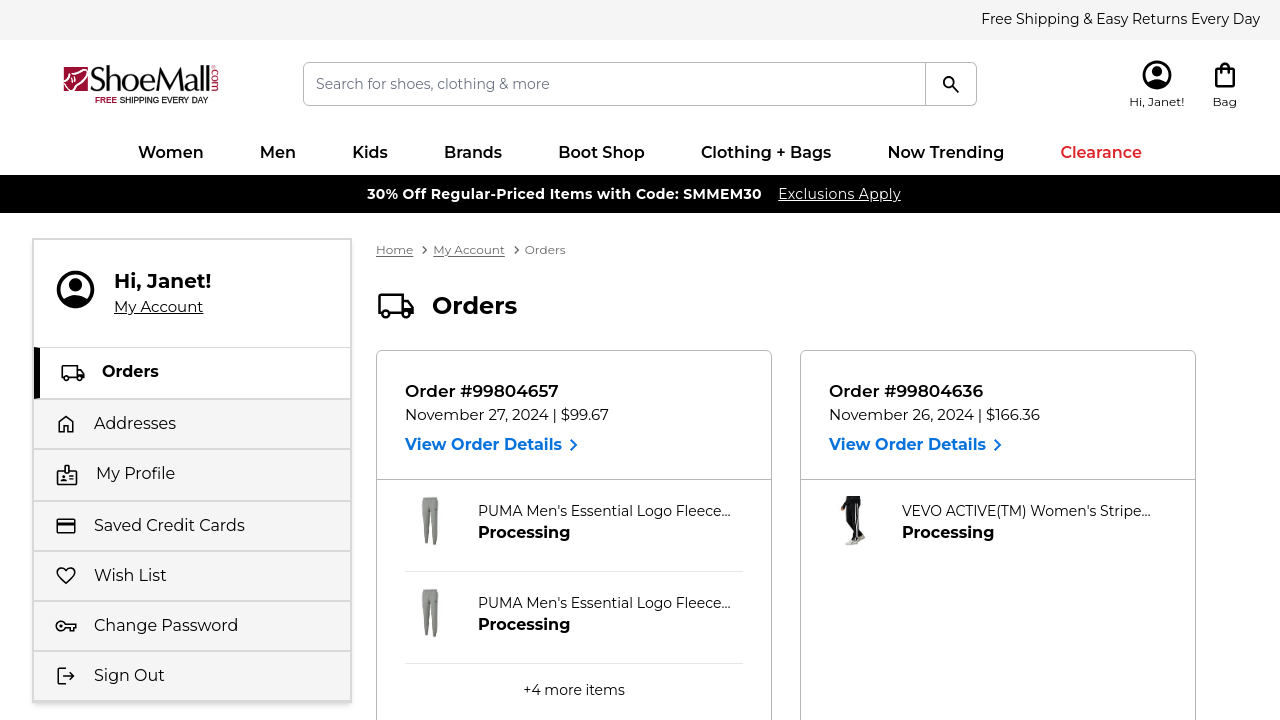 Free Shipping & Easy Returns Every Day
ShoeMall.com
FREE SHIPPING EVERY DAY
Search for shoes, clothing & more
Hi, Janet!
Bag
Women Men Kids Brands Boot Shop Clothing + Bags Now Trending Clearance
30% Off Regular-Priced Items with Code: SMMEM30 Exclusions Apply
Hi, Janet!
My Account
Orders
Addresses
My Profile
Saved Credit Cards
Wish List
Change Password
Sign Out
Home > My Account > Orders
Orders
Order #99804657
November 27, 2024 | $99.67
View Order Details
PUMA Men's Essential Logo Fleece...
Processing
PUMA Men's Essential Logo Fleece...
Processing
+4 more items
Order #99804636
November 26, 2024 | $166.36
View Order Details
VEVO ACTIVE(TM) Women's Stripe...
Processing